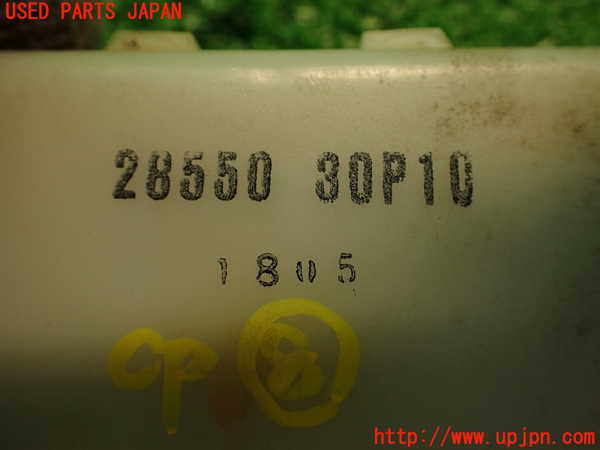 USED PARTS JAPAN
28550 30P10
1805
http://www.upjpn.com